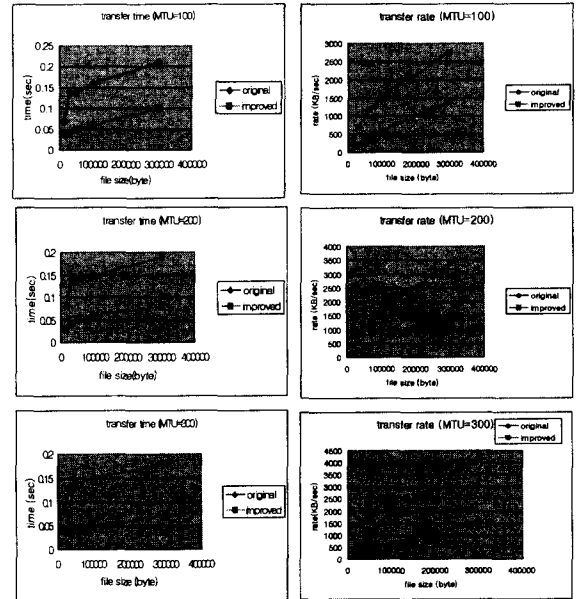 transfer time (MTU=100)
0.25
0.2
0.15
0.1
0.05
0
time(sec)
0 100000 200000 300000 400000
file size(byte)
original
improved
transfer rate (MTU=100)
3000
2500
2000
1500
1000
500
0
rate (KB/sec)
0 100000 200000 300000 400000
file size (byte)
original
improved
transfer time (MTU=200)
0.2
0.15
0.1
0.05
0
time(sec)
0 100000 200000 300000 400000
file size(byte)
original
improved
transfer rate (MTU=200)
4000
3500
3000
2500
2000
1500
1000
500
0
rate (KB/sec)
0 100000 200000 300000 400000
file size (byte)
original
improved
transfer time (MTU=300)
0.2
0.15
0.1
0.05
0
time (sec)
0 100000 200000 300000 400000
file size(byte)
original
improved
transfer rate (MTU=300)
4500
4000
3500
3000
2500
2000
1500
1000
500
0
rate(KB/sec)
0 100000 200000 300000 400000
file size (byte)
original
improved